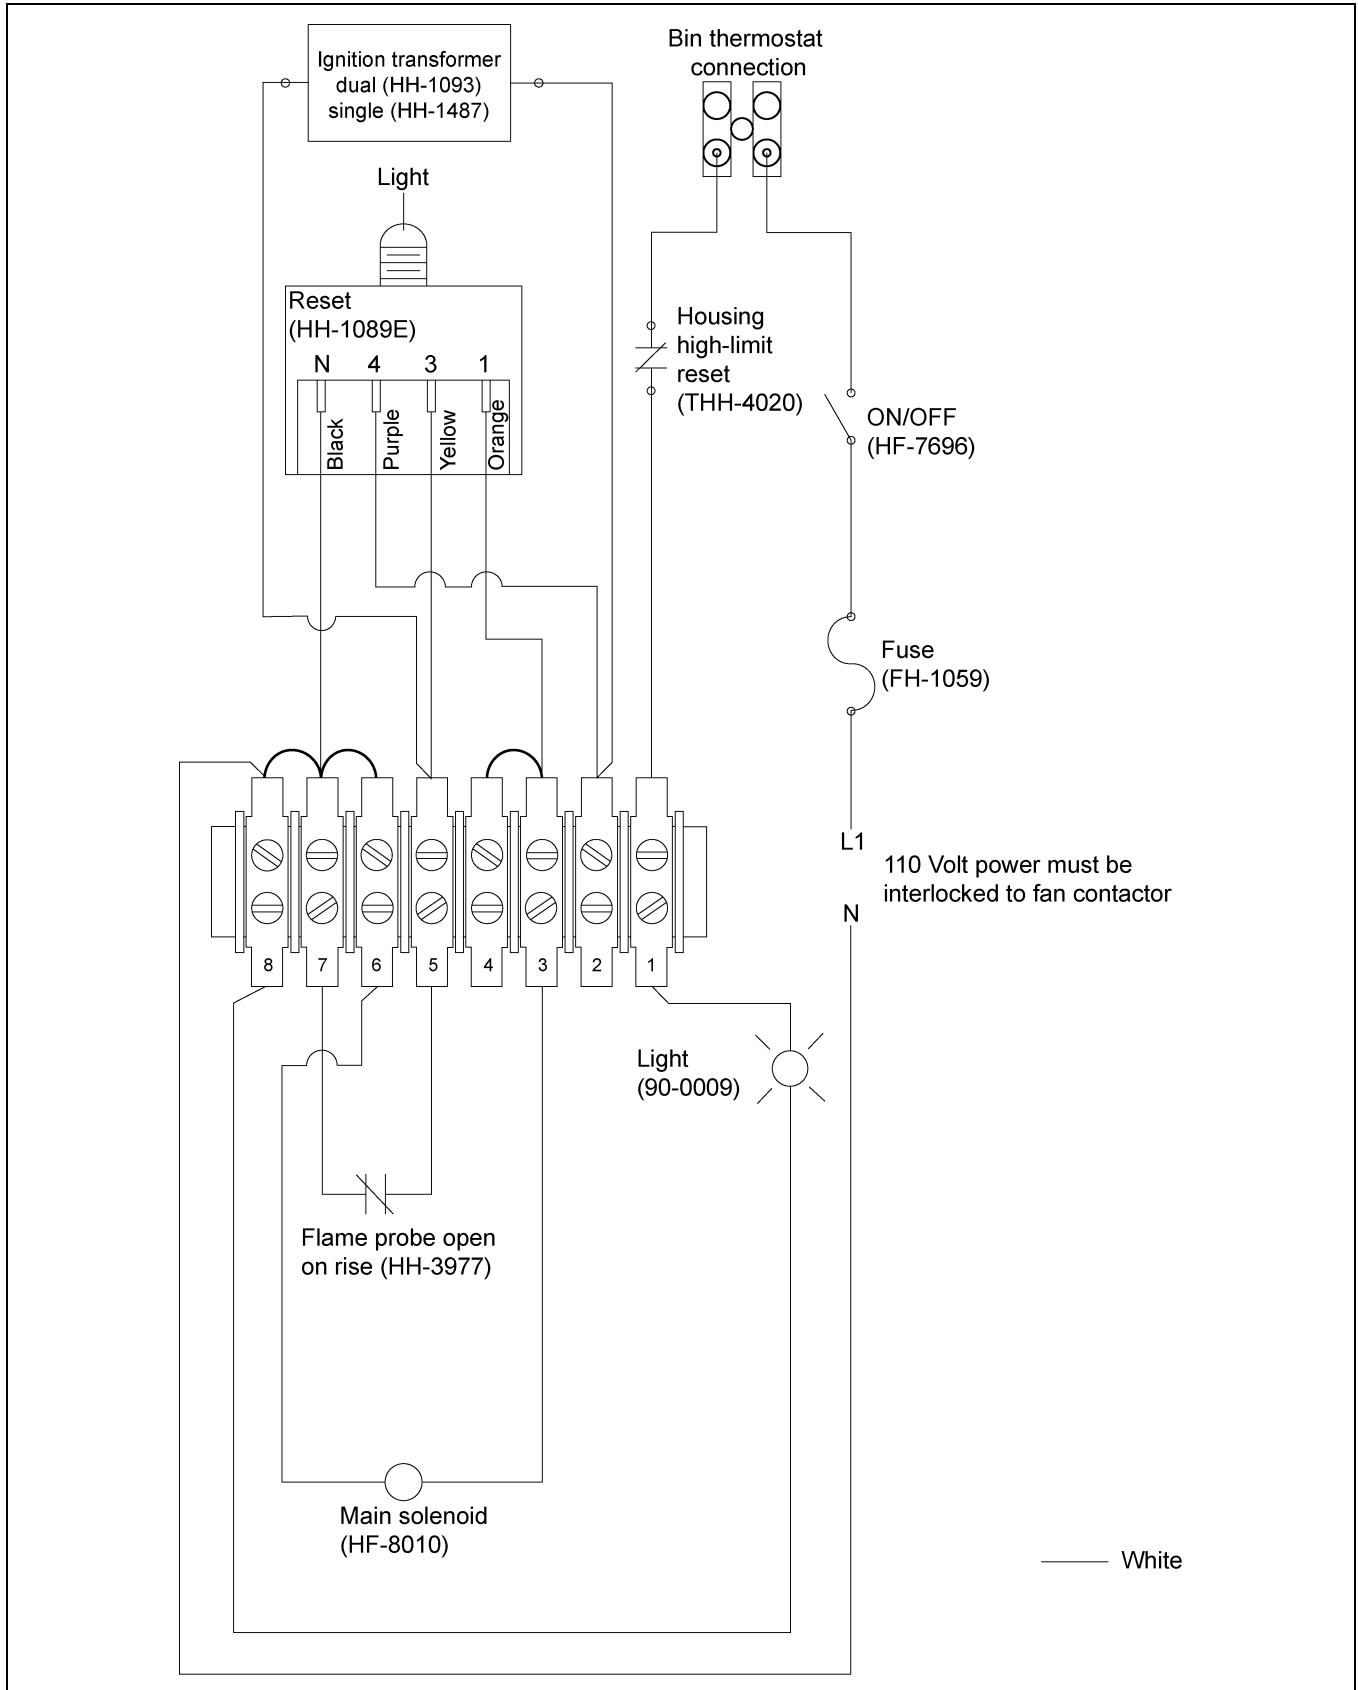 Ignition transformer
dual (HH-1093)
single (HH-1487)
Bin thermostat
connection
Light
Reset
(HH-1089E)
N 4 3 1
Black
Purple
Yellow
Orange
Housing
high-limit
reset
(THH-4020)
ON/OFF
(HF-7696)
Fuse
(FH-1059)
L1
110 Volt power must be
interlocked to fan contactor
N
8 7 6 5 4 3 2 1
Light
(90-0009)
Flame probe open
on rise (HH-3977)
Main solenoid
(HF-8010)
White